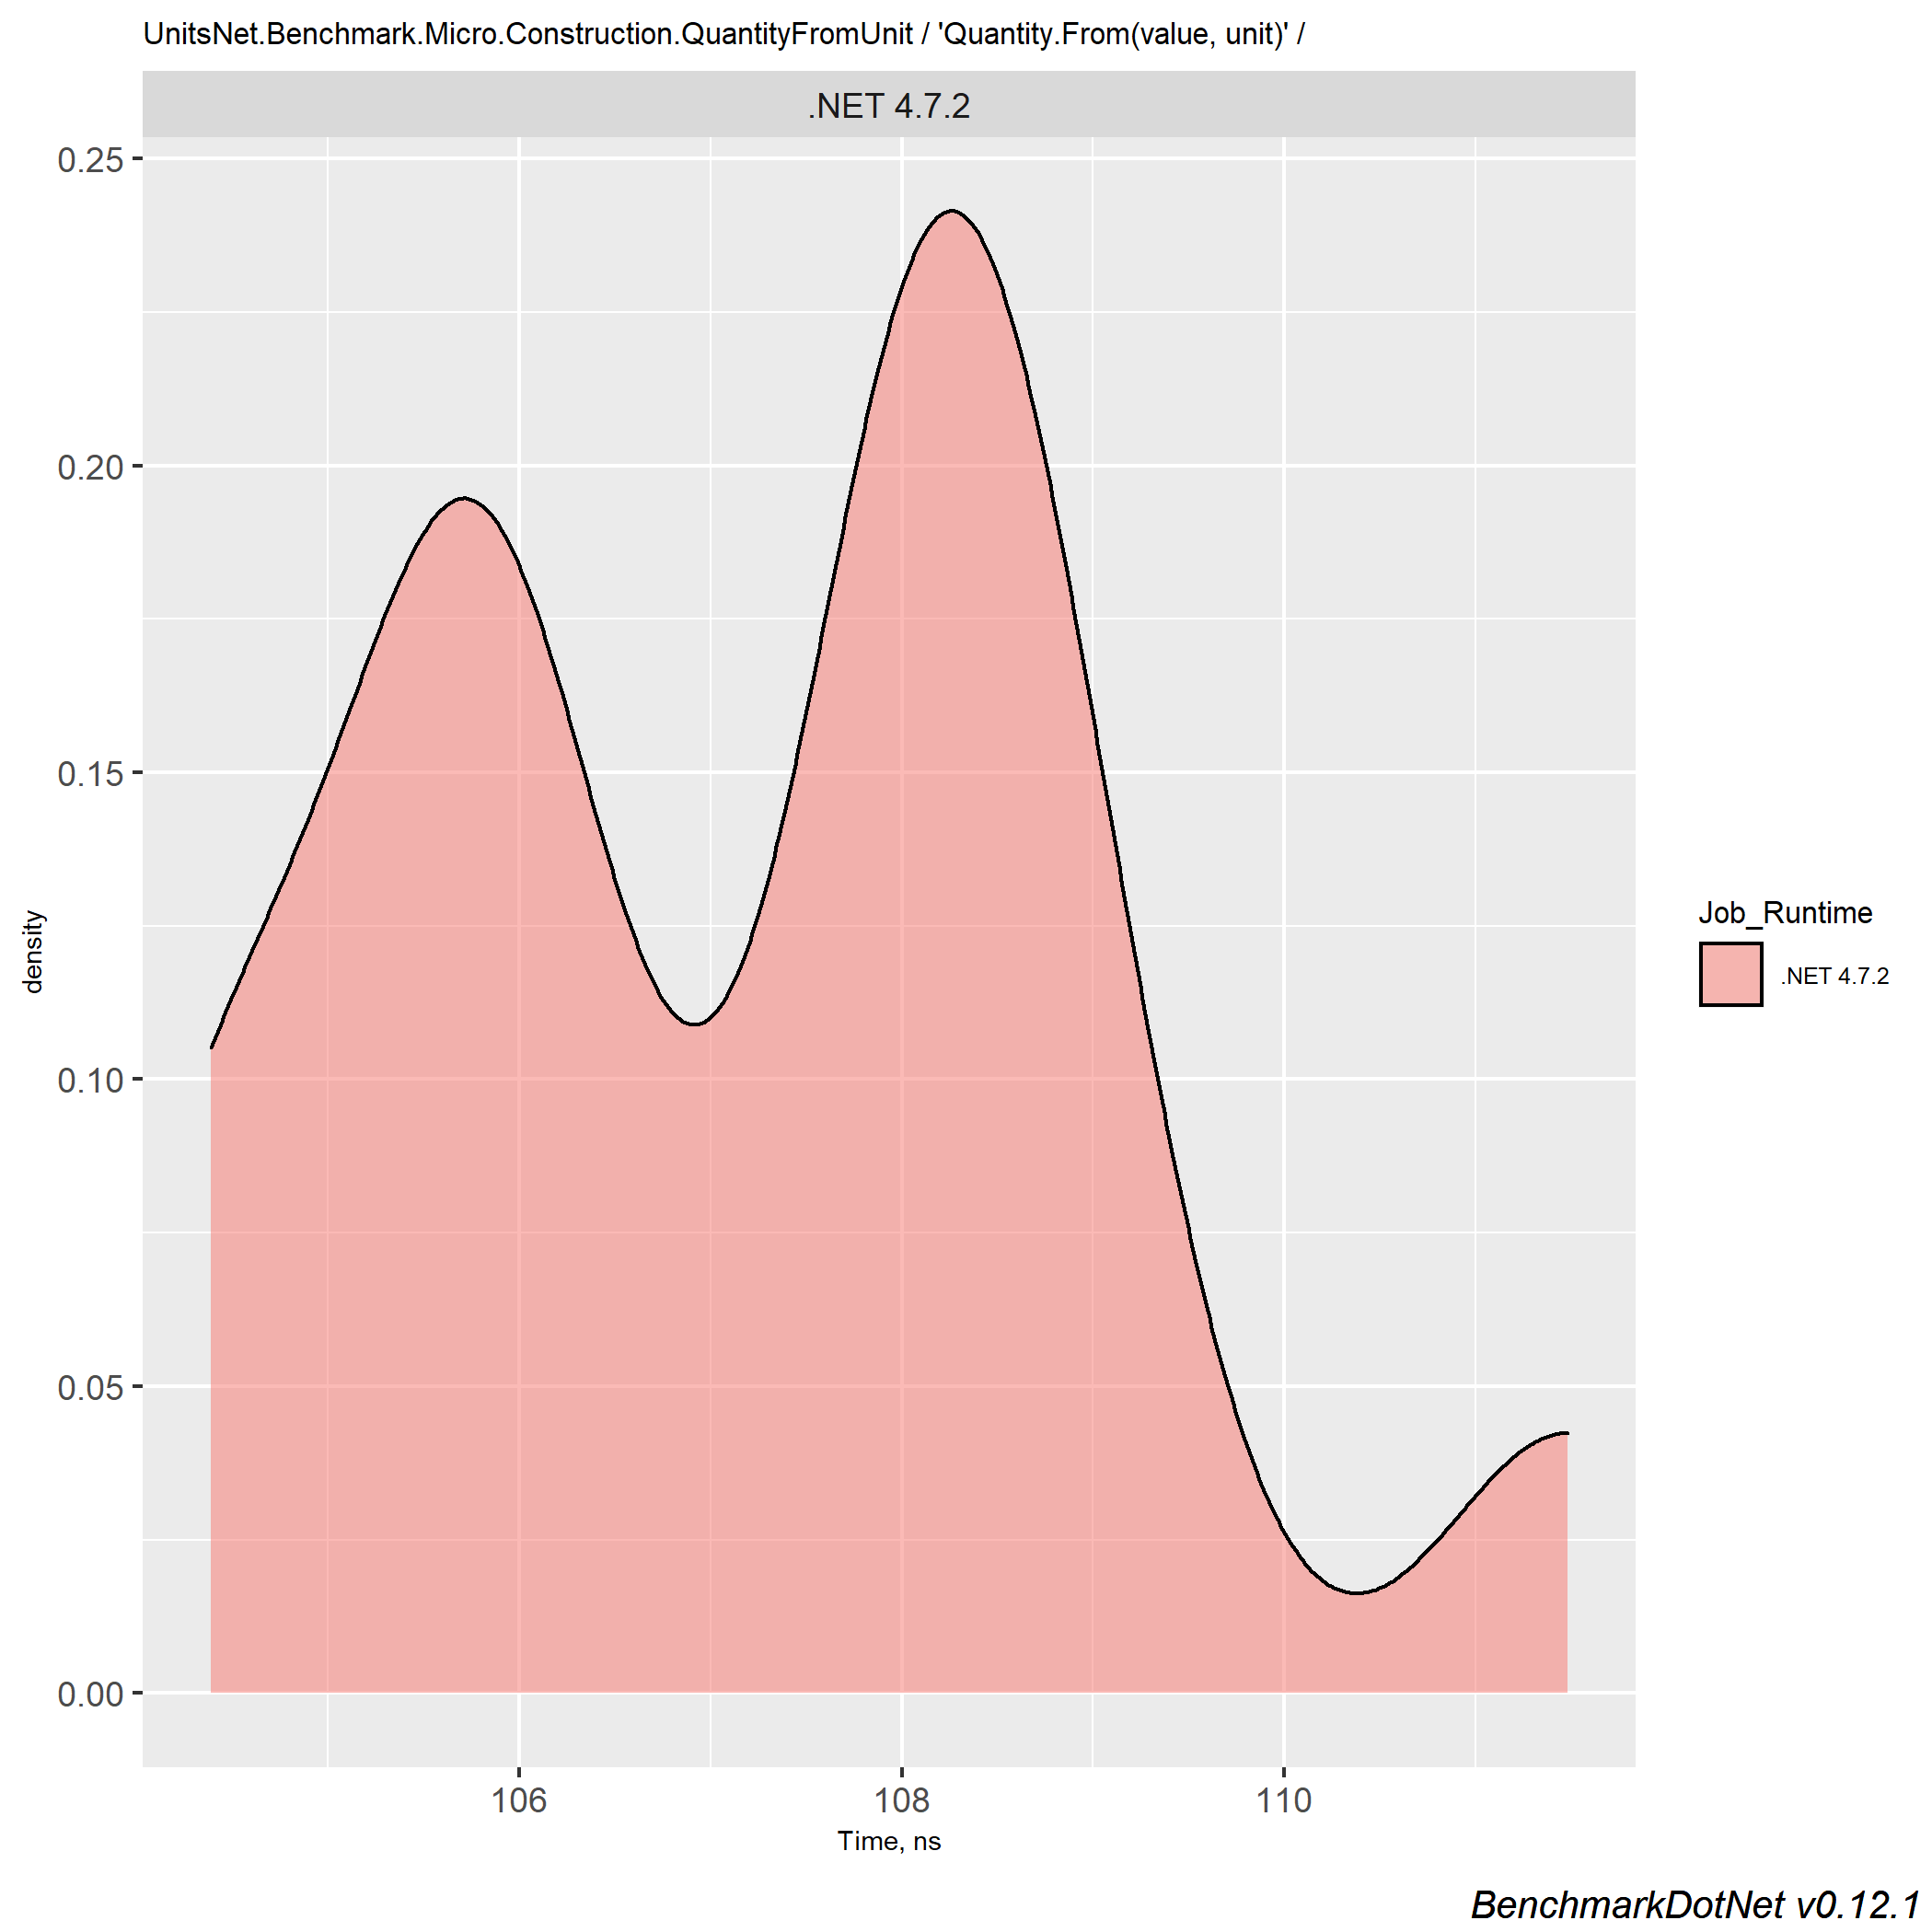 UnitsNet.Benchmark.Micro.Construction.QuantityFromUnit / 'Quantity.From(value, unit)' /
.NET 4.7.2
0.25
0.20
0.15
0.10
0.05
0.00
density
106 108 110
Time, ns
Job_Runtime
.NET 4.7.2
BenchmarkDotNet v0.12.1